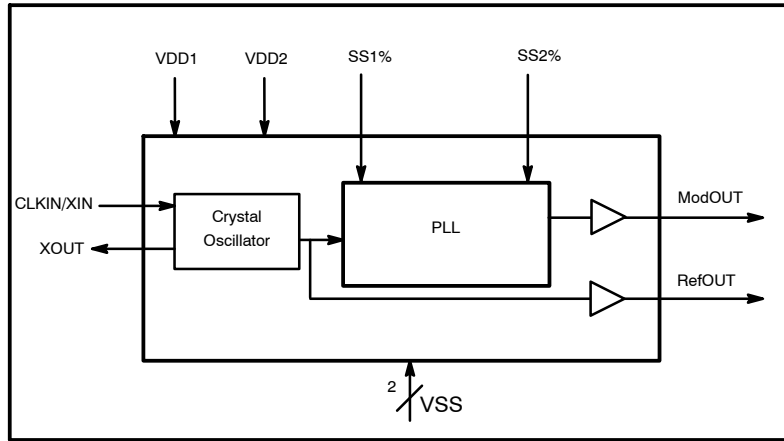 VDD1 VDD2 SS1% SS2%
CLKIN/XIN
Crystal
Oscillator
PLL
ModOUT
XOUT
RefOUT
2
VSS